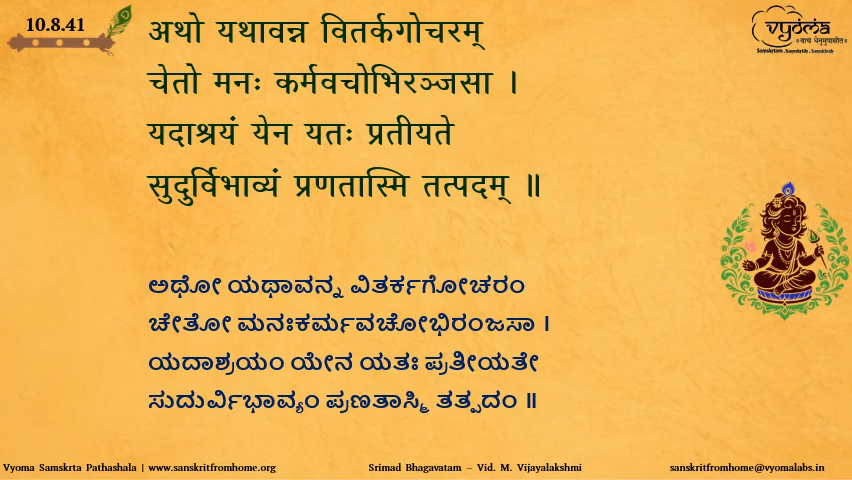 10.8.41
vyoma
॥ वाचं धेनुमुपासीत ॥
Samskrtam . Samskrtih . Samskarah
अथो यथावन्न वितर्कगोचरम्
चेतो मनः कर्मवचोभिरञ्जसा ।
यदाश्रयं येन यतः प्रतीयते
सुदुर्विभाव्यं प्रणतास्मि तत्पदम् ॥
ಅಥೋ ಯಥಾವನ್ನ ವಿತರ್ಕಗೋಚರಂ
ಚೇತೋ ಮನಃಕರ್ಮವಚೋಭಿರಂಜಸಾ ।
ಯದಾಶ್ರಯಂ ಯೇನ ಯತಃ ಪ್ರತೀಯತೇ
ಸುದುರ್ವಿಭಾವ್ಯಂ ಪ್ರಣತಾಸ್ಮಿ ತತ್ಪದಂ ॥
Vyoma Samskrta Pathashala | www.sanskritfromhome.org
Srimad Bhagavatam – Vid. M. Vijayalakshmi
sanskritfromhome@vyomalabs.in